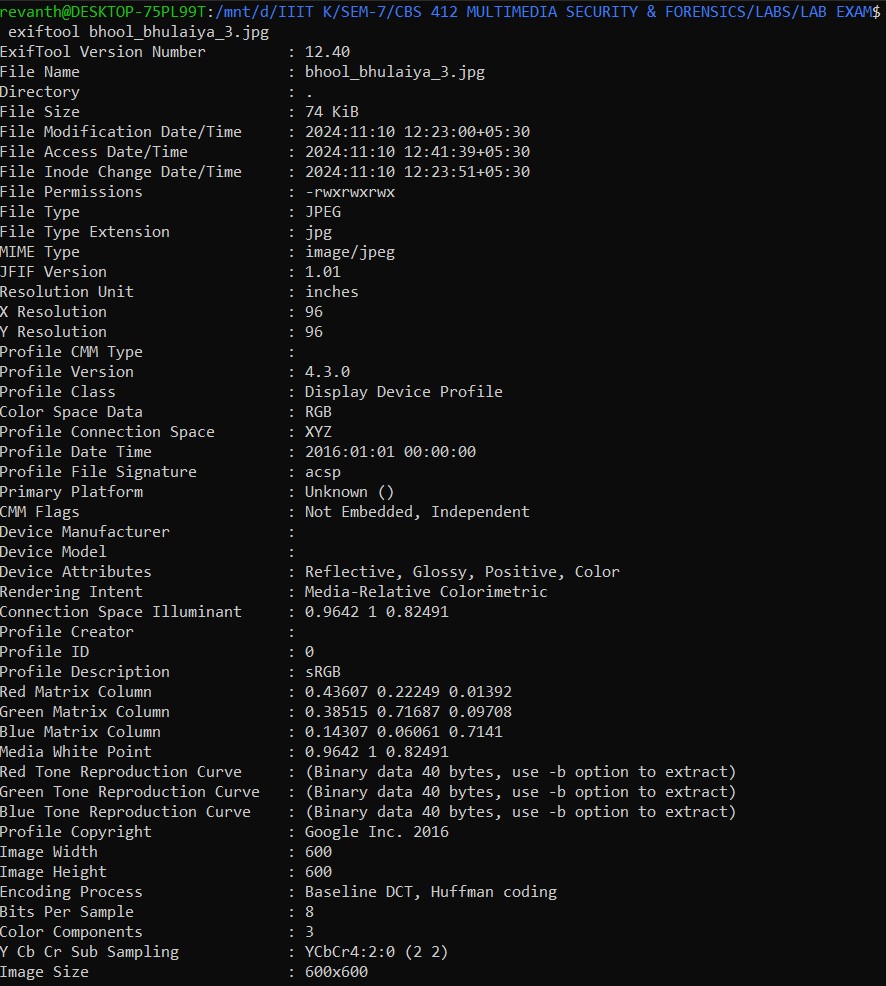 revanth@DESKTOP-75PL99T:/mnt/d/IIIT K/SEM-7/CBS 412 MULTIMEDIA SECURITY & FORENSICS/LABS/LAB EXAM$
exiftool bhool_bhulaiya_3.jpg
ExifTool Version Number : 12.40
File Name : bhool_bhulaiya_3.jpg
Directory : .
File Size : 74 KiB
File Modification Date/Time : 2024:11:10 12:23:00+05:30
File Access Date/Time : 2024:11:10 12:41:39+05:30
File Inode Change Date/Time : 2024:11:10 12:23:51+05:30
File Permissions : -rwxrwxrwx
File Type : JPEG
File Type Extension : jpg
MIME Type : image/jpeg
JFIF Version : 1.01
Resolution Unit : inches
X Resolution : 96
Y Resolution : 96
Profile CMM Type :
Profile Version : 4.3.0
Profile Class : Display Device Profile
Color Space Data : RGB
Profile Connection Space : XYZ
Profile Date Time : 2016:01:01 00:00:00
Profile File Signature : acsp
Primary Platform : Unknown ()
CMM Flags : Not Embedded, Independent
Device Manufacturer :
Device Model :
Device Attributes : Reflective, Glossy, Positive, Color
Rendering Intent : Media-Relative Colorimetric
Connection Space Illuminant : 0.9642 1 0.82491
Profile Creator :
Profile ID : 0
Profile Description : sRGB
Red Matrix Column : 0.43607 0.22249 0.01392
Green Matrix Column : 0.38515 0.71687 0.09708
Blue Matrix Column : 0.14307 0.06061 0.7141
Media White Point : 0.9642 1 0.82491
Red Tone Reproduction Curve : (Binary data 40 bytes, use -b option to extract)
Green Tone Reproduction Curve : (Binary data 40 bytes, use -b option to extract)
Blue Tone Reproduction Curve : (Binary data 40 bytes, use -b option to extract)
Profile Copyright : Google Inc. 2016
Image Width : 600
Image Height : 600
Encoding Process : Baseline DCT, Huffman coding
Bits Per Sample : 8
Color Components : 3
Y Cb Cr Sub Sampling : YCbCr4:2:0 (2 2)
Image Size : 600x600